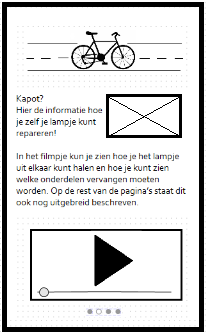 Kapot?
Hier de informatie hoe
je zelf je lampje kunt
repareren!
In het filmpje kun je zien hoe je het lampje
uit elkaar kunt halen en hoe je kunt zien
welke onderdelen vervangen moeten
worden. Op de rest van de pagina's staat dit
ook nog uitgebreid beschreven.